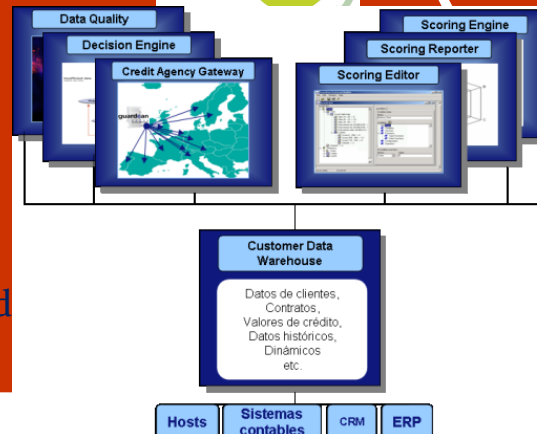 Data Quality
Decision Engine
Credit Agency Gateway
guardean
Scoring Engine
Scoring Reporter
Scoring Editor
d
Customer Data
Warehouse
Datos de clientes,
Contratos,
Valores de crédito,
Datos históricos,
Dinámicos
etc.
Hosts
Sistemas
contables
CRM
ERP